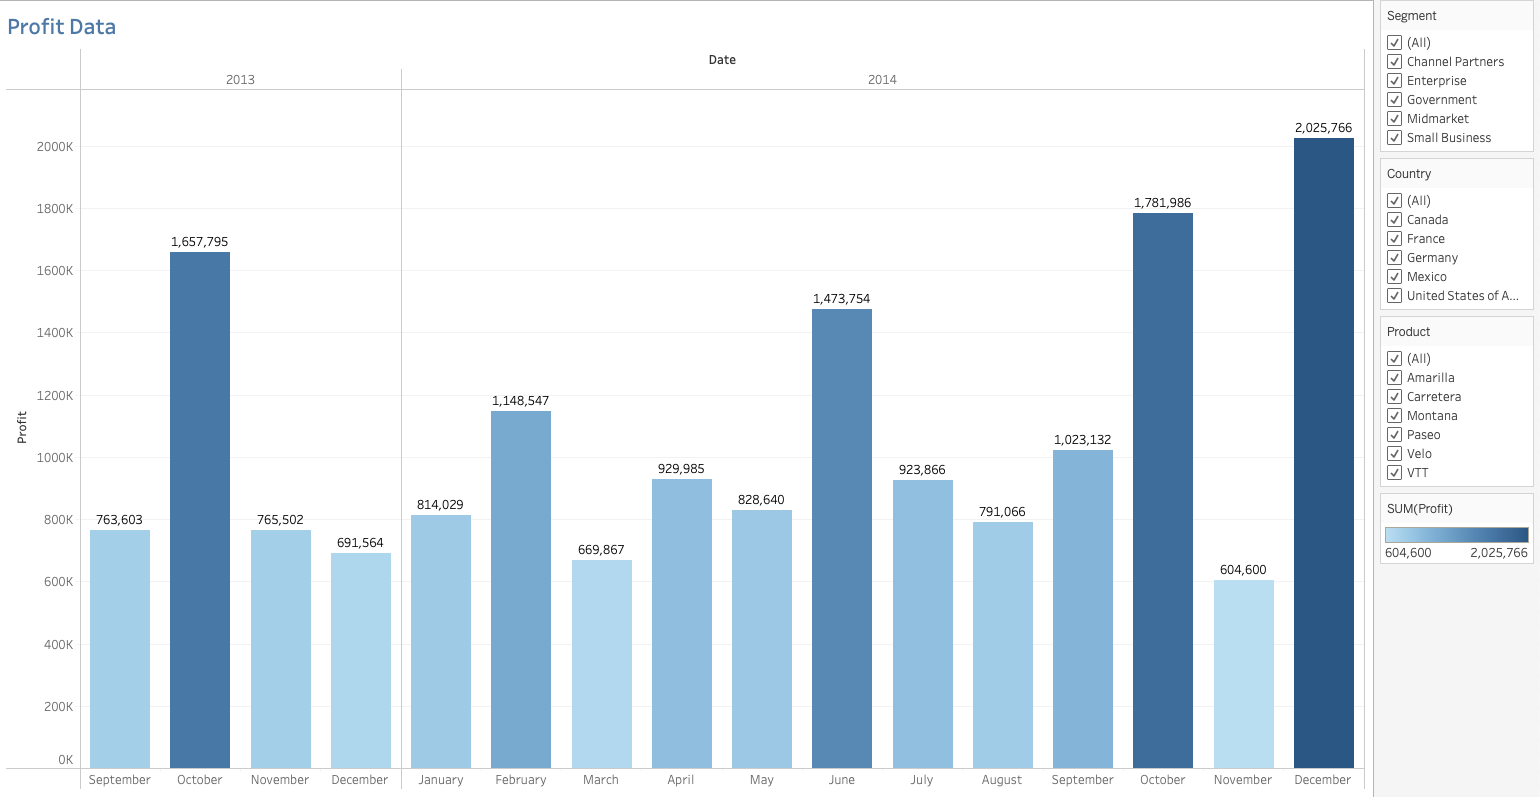 Profit Data
Date
2013 2014
2,025,766
2000K
1800K
1,781,986
1,657,795
1600K
1,473,754
1400K
1200K
1,148,547
1,023,132
1000K
929,985
923,866
828,640
814,029
800K
791,066
763,603
765,502
691,564
669,867
604,600
600K
400K
200K
0K
Profit
September October November December January February March April May June July August September October November December
Segment
(All)
Channel Partners
Enterprise
Government
Midmarket
Small Business
Country
(All)
Canada
France
Germany
Mexico
United States of A...
Product
(All)
Amarilla
Carretera
Montana
Paseo
Velo
VTT
SUM(Profit)
604,600 2,025,766